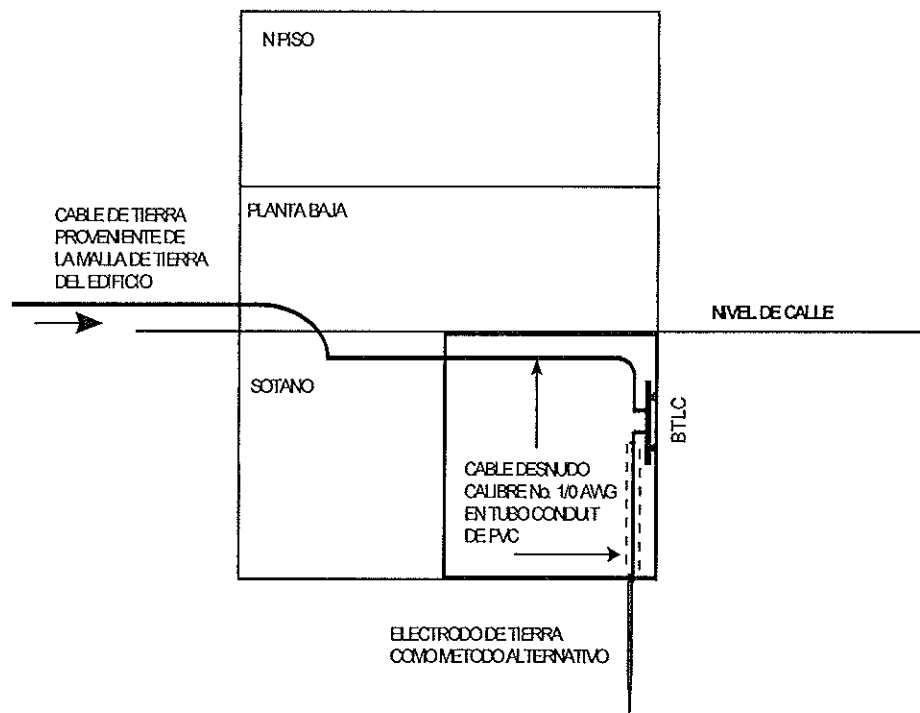 N PISO
PLANTA BAJA
CABLE DE TIERRA
PROVENIENTE DE
LA MALLA DE TIERRA
DEL EDIFICIO
NIVEL DE CALLE
SOTANO
BTLC
CABLE DESNUDO
CALIBRE No. 1/0 AWG
EN TUBO CONDUIT
DE PVC
ELECTRODO DE TIERRA
COMO METODO ALTERNATIVO